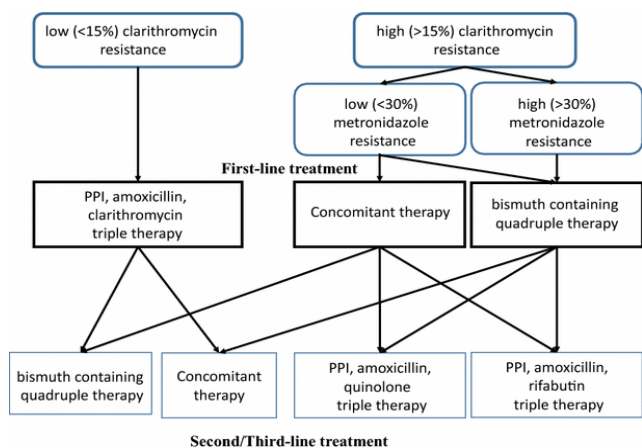 low (<15%) clarithromycin
resistance
high (>15%) clarithromycin
resistance
low (<30%)
metronidazole
resistance
high (>30%)
metronidazole
resistance
First-line treatment
PPI, amoxicillin,
clarithromycin
triple therapy
Concomitant therapy
bismuth containing
quadruple therapy
bismuth containing
quadruple therapy
Concomitant
therapy
PPI, amoxicillin,
quinolone
triple therapy
PPI, amoxicillin,
rifabutin
triple therapy
Second/Third-line treatment